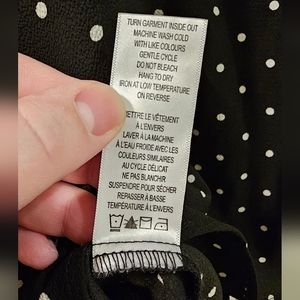 TURN GARMENT INSIDE OUT
MACHINE WASH COLD
WITH LIKE COLOURS
GENTLE CYCLE
DO NOT BLEACH
HANG TO DRY
IRON AT LOW TEMPERATURE
ON REVERSE
METTRE LE VÊTEMENT
À L'ENVERS
LAVER À LA MACHINE
À L'EAU FROIDE AVEC LES
COULEURS SIMILAIRES
AU CYCLE DÉLICAT
NE PAS BLANCHIR
SUSPENDRE POUR SÉCHER
REPASSER À BASSE
TEMPÉRATURE À L'ENVERS